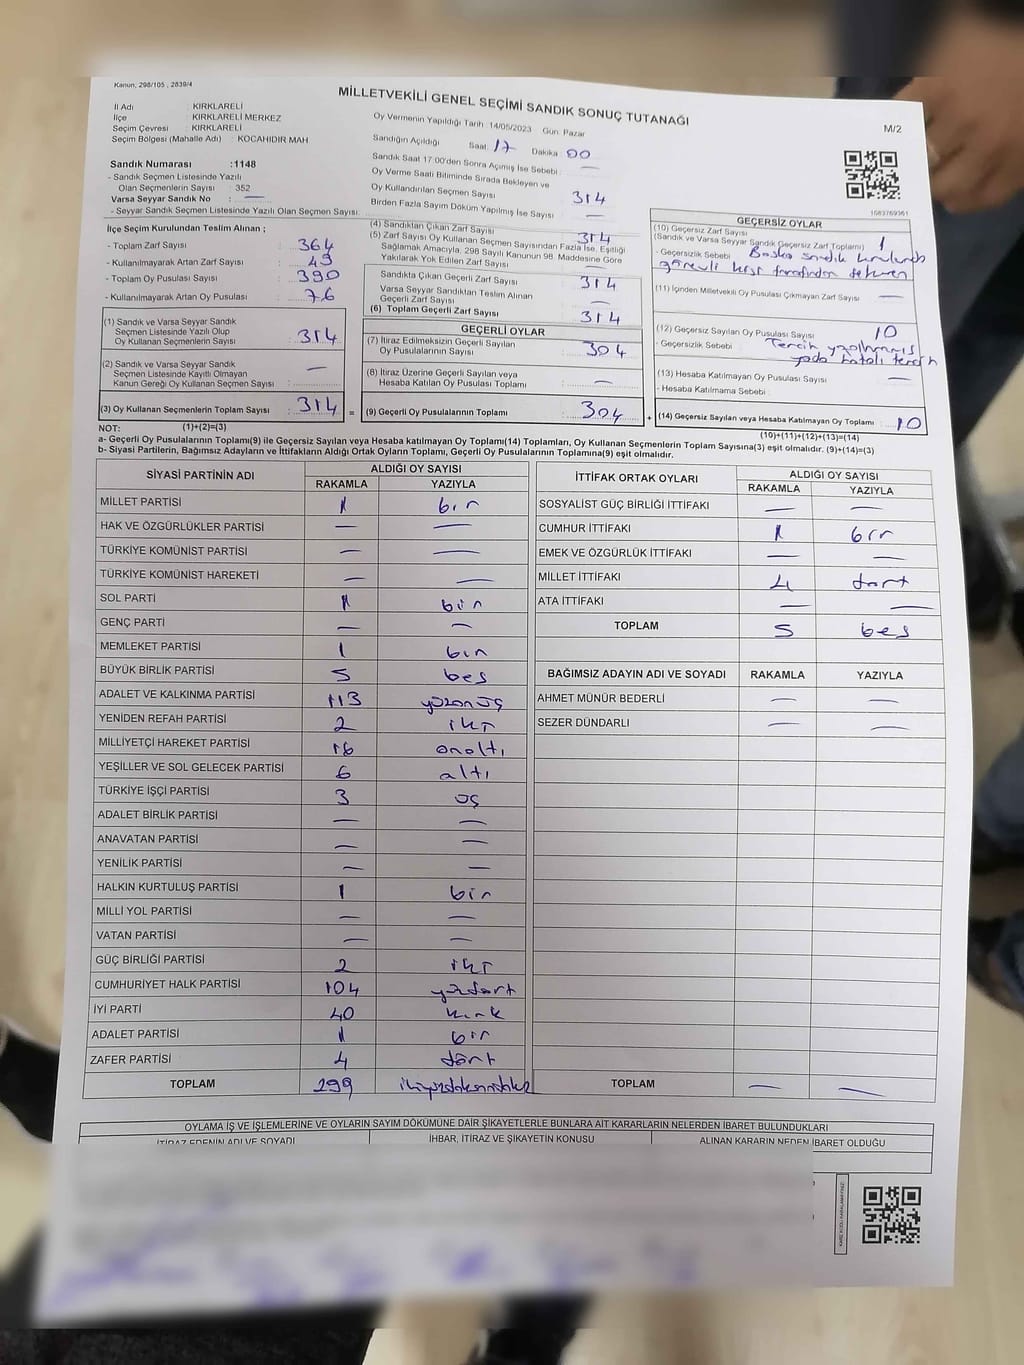 Kanun; 298/105 , 2839/4
MİLLETVEKİLİ GENEL SEÇİMİ SANDIK SONUÇ TUTANAĞI
M/2
İl Adı : KIRKLARELİ
İlçe : KIRKLARELİ MERKEZ
Seçim Çevresi : KIRKLARELİ
Seçim Bölgesi (Mahalle Adı) : KOCAHIDIR MAH
Sandık Numarası :1148
- Sandık Seçmen Listesinde Yazılı
Olan Seçmenlerin Sayısı : 352
Varsa Seyyar Sandık No : —
- Seyyar Sandık Seçmen Listesinde Yazılı Olan Seçmen Sayısı:
Oy Vermenin Yapıldığı Tarih :14/05/2023 Gün: Pazar
Sandığın Açıldığı Saat: 17 Dakika: 00
Sandık Saat 17:00'den Sonra Açılmış İse Sebebi : —
Oy Verme Saati Bitiminde Sırada Bekleyen ve
Oy Kullandırılan Seçmen Sayısı : 314
Birden Fazla Sayım Döküm Yapılmış İse Sayısı : —
1683769361
İlçe Seçim Kurulundan Teslim Alınan ;
- Toplam Zarf Sayısı : 364
- Kullanılmayarak Artan Zarf Sayısı : 49
- Toplam Oy Pusulası Sayısı : 390
- Kullanılmayarak Artan Oy Pusulası : 76
(1) Sandık ve Varsa Seyyar Sandık
Seçmen Listesinde Yazılı Olup
Oy Kullanan Seçmenlerin Sayısı : 314
(2) Sandık ve Varsa Seyyar Sandık
Seçmen Listesinde Kayıtlı Olmayan
Kanun Gereği Oy Kullanan Seçmen Sayısı : —
(3) Oy Kullanan Seçmenlerin Toplam Sayısı : 314 =
(4) Sandıktan Çıkan Zarf Sayısı : 314
(5) Zarf Sayısı Oy Kullanan Seçmen Sayısından Fazla İse, Eşitliği
Sağlamak Amacıyla, 298 Sayılı Kanunun 98. Maddesine Göre
Yakılarak Yok Edilen Zarf Sayısı : —
Sandıkta Çıkan Geçerli Zarf Sayısı : 314
Varsa Seyyar Sandıktan Teslim Alınan
Geçerli Zarf Sayısı : —
(6) Toplam Geçerli Zarf Sayısı : 314
GEÇERLİ OYLAR
(7) İtiraz Edilmeksizin Geçerli Sayılan
Oy Pusulalarının Sayısı : 304
(8) İtiraz Üzerine Geçerli Sayılan veya
Hesaba Katılan Oy Pusulası Toplamı : —
(9) Geçerli Oy Pusulalarının Toplamı : 304 +
GEÇERSİZ OYLAR
(10) Geçersiz Zarf Sayısı
(Sandık ve Varsa Seyyar Sandık Geçersiz Zarf Toplamı) : 1
- Geçersizlik Sebebi : Başka sandık kurulunda
görevli kişi tarafından
(11) İçinden Milletvekili Oy Pusulası Çıkmayan Zarf Sayısı : —
(12) Geçersiz Sayılan Oy Pusulası Sayısı : 10
- Geçersizlik Sebebi : Tercih yapılmamış
yada hatalı tercih
(13) Hesaba Katılmayan Oy Pusulası Sayısı : —
- Hesaba Katılmama Sebebi :
(14) Geçersiz Sayılan veya Hesaba Katılmayan Oy Toplamı : 10
NOT: (1)+(2)=(3) (10)+(11)+(12)+(13)=(14)
a- Geçerli Oy Pusulalarının Toplamı(9) ile Geçersiz Sayılan veya Hesaba katılmayan Oy Toplamı(14) Toplamları, Oy Kullanan Seçmenlerin Toplam Sayısına(3) eşit olmalıdır. (9)+(14)=(3)
b- Siyasi Partilerin, Bağımsız Adayların ve İttifakların Aldığı Ortak Oyların Toplamı, Geçerli Oy Pusulalarının Toplamına(9) eşit olmalıdır.
SİYASİ PARTİNİN ADI ALDIĞI OY SAYISI
RAKAMLA YAZIYLA
MİLLET PARTİSİ 1 bir
HAK VE ÖZGÜRLÜKLER PARTİSİ — —
TÜRKİYE KOMÜNİST PARTİSİ — —
TÜRKİYE KOMÜNİST HAREKETİ — —
SOL PARTİ 1 bir
GENÇ PARTİ — —
MEMLEKET PARTİSİ 1 bir
BÜYÜK BİRLİK PARTİSİ 5 beş
ADALET VE KALKINMA PARTİSİ 113 yüzonüç
YENİDEN REFAH PARTİSİ 2 iki
MİLLİYETÇİ HAREKET PARTİSİ 16 onaltı
YEŞİLLER VE SOL GELECEK PARTİSİ 6 altı
TÜRKİYE İŞÇİ PARTİSİ 3 üç
ADALET BİRLİK PARTİSİ — —
ANAVATAN PARTİSİ — —
YENİLİK PARTİSİ — —
HALKIN KURTULUŞ PARTİSİ 1 bir
MİLLİ YOL PARTİSİ — —
VATAN PARTİSİ — —
GÜÇ BİRLİĞİ PARTİSİ 2 iki
CUMHURİYET HALK PARTİSİ 104 yüzdört
İYİ PARTİ 40 kırk
ADALET PARTİSİ 1 bir
ZAFER PARTİSİ 4 dört
TOPLAM 299 ikiyüzdoksandokuz
İTTİFAK ORTAK OYLARI ALDIĞI OY SAYISI
RAKAMLA YAZIYLA
SOSYALİST GÜÇ BİRLİĞİ İTTİFAKI — —
CUMHUR İTTİFAKI 1 bir
EMEK VE ÖZGÜRLÜK İTTİFAKI — —
MİLLET İTTİFAKI 4 dört
ATA İTTİFAKI — —
TOPLAM 5 beş
BAĞIMSIZ ADAYIN ADI VE SOYADI RAKAMLA YAZIYLA
AHMET MÜNÜR BEDERLİ — —
SEZER DÜNDARLI — —
TOPLAM — —
OYLAMA İŞ VE İŞLEMLERİNE VE OYLARIN SAYIM DÖKÜMÜNE DAİR ŞİKAYETLERLE BUNLARA AİT KARARLARIN NELERDEN İBARET BULUNDUKLARI
İTİRAZ EDENİN ADI VE SOYADI İHBAR, İTİRAZ VE ŞİKAYETİN KONUSU ALINAN KARARIN NEDEN İBARET OLDUĞU